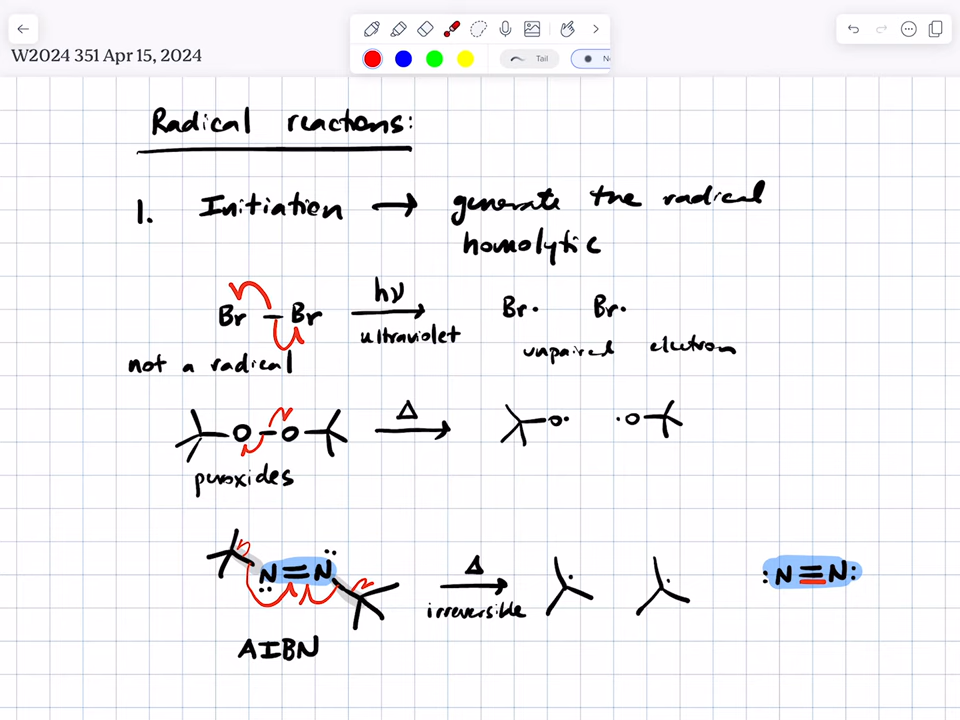 W2024 351 Apr 15, 2024
Tail
Radical reactions:
1. Initiation → generate the radical
homolytic
Br – Br hν Br· Br·
ultraviolet
unpaired electron
not a radical
O – O Δ O· ·O
peroxides
N=N Δ :N≡N:
irreversible
AIBN